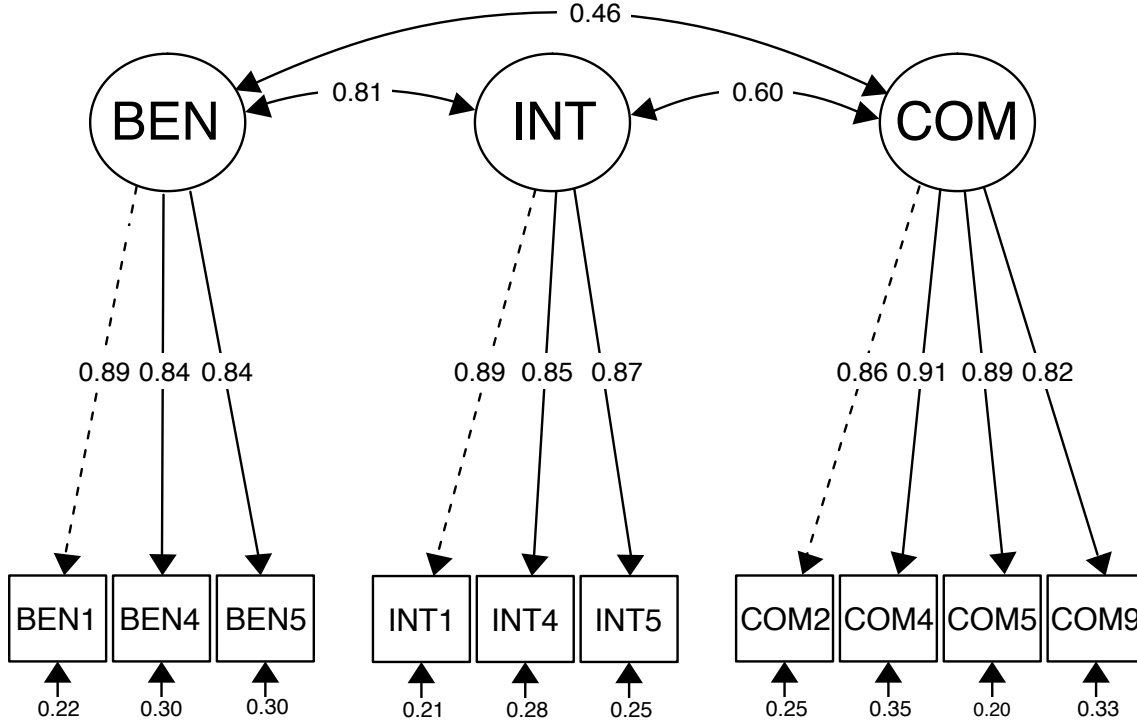 0.46
0.81 0.60
BEN INT COM
0.89 0.84 0.84 0.89 0.85 0.87 0.86 0.91 0.89 0.82
BEN1 BEN4 BEN5 INT1 INT4 INT5 COM2 COM4 COM5 COM9
0.22 0.30 0.30 0.21 0.28 0.25 0.25 0.35 0.20 0.33